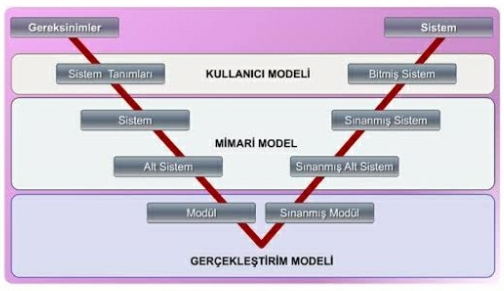 Gereksinimler
Sistem
Sistem Tanımları
KULLANICI MODELİ
Bitmiş Sistem
Sistem
Sınanmış Sistem
MİMARİ MODEL
Alt Sistem
Sınanmış Alt Sistem
Modül
Sınanmış Modül
GERÇEKLEŞTİRİM MODELİ